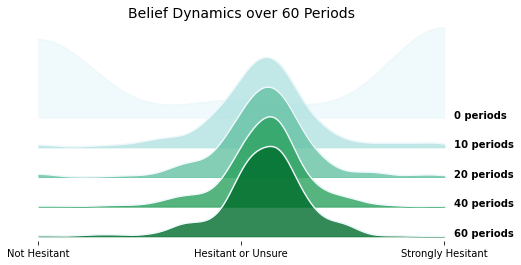 Belief Dynamics over 60 Periods
0 periods
10 periods
20 periods
40 periods
60 periods
Not Hesitant
Hesitant or Unsure
Strongly Hesitant